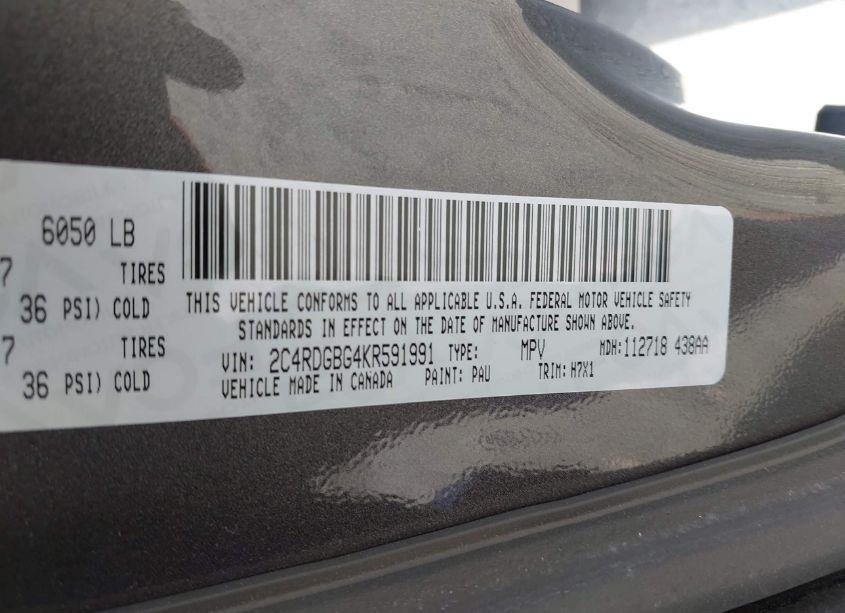 6050 LB
7 TIRES
36 PSI) COLD
7 TIRES
36 PSI) COLD
THIS VEHICLE CONFORMS TO ALL APPLICABLE U.S.A. FEDERAL MOTOR VEHICLE SAFETY
STANDARDS IN EFFECT ON THE DATE OF MANUFACTURE SHOWN ABOVE.
VIN: 2C4RDGBG4KR591991 TYPE: MPV MDH:112718 438AA
VEHICLE MADE IN CANADA PAINT: PAU TRIM: H7X1